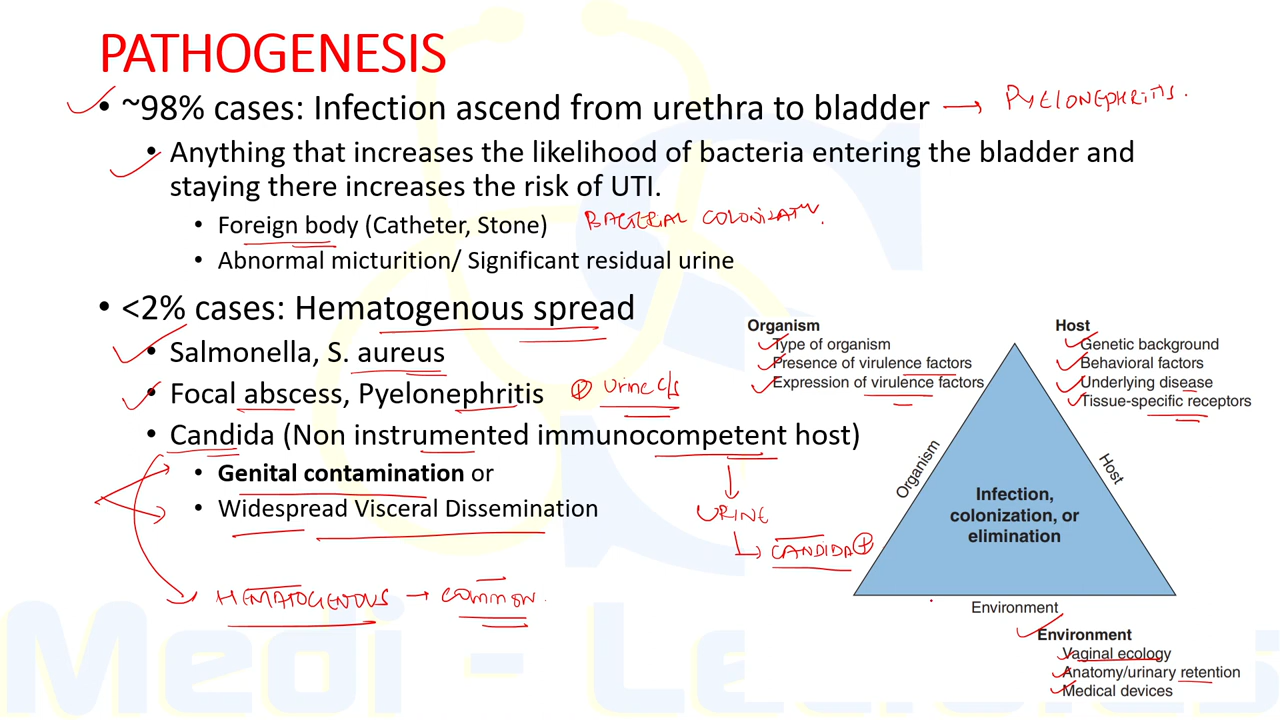 PATHOGENESIS
• ~98% cases: Infection ascend from urethra to bladder → PYELONEPHRITIS.
• Anything that increases the likelihood of bacteria entering the bladder and
staying there increases the risk of UTI.
• Foreign body (Catheter, Stone) BACTERIAL COLONIZATN
• Abnormal micturition/ Significant residual urine
• <2% cases: Hematogenous spread
• Salmonella, S. aureus
• Focal abscess, Pyelonephritis ⊕ Urine c/s
• Candida (Non instrumented immunocompetent host)
• Genital contamination or
• Widespread Visceral Dissemination
URINE
CANDIDA ⊕
HEMATOGENOUS → COMMON.
Organism
Type of organism
Presence of virulence factors
Expression of virulence factors
Host
Genetic background
Behavioral factors
Underlying disease
Tissue-specific receptors
Organism
Host
Infection,
colonization, or
elimination
Environment
Environment
Vaginal ecology
Anatomy/urinary retention
Medical devices
Medi - Lectures